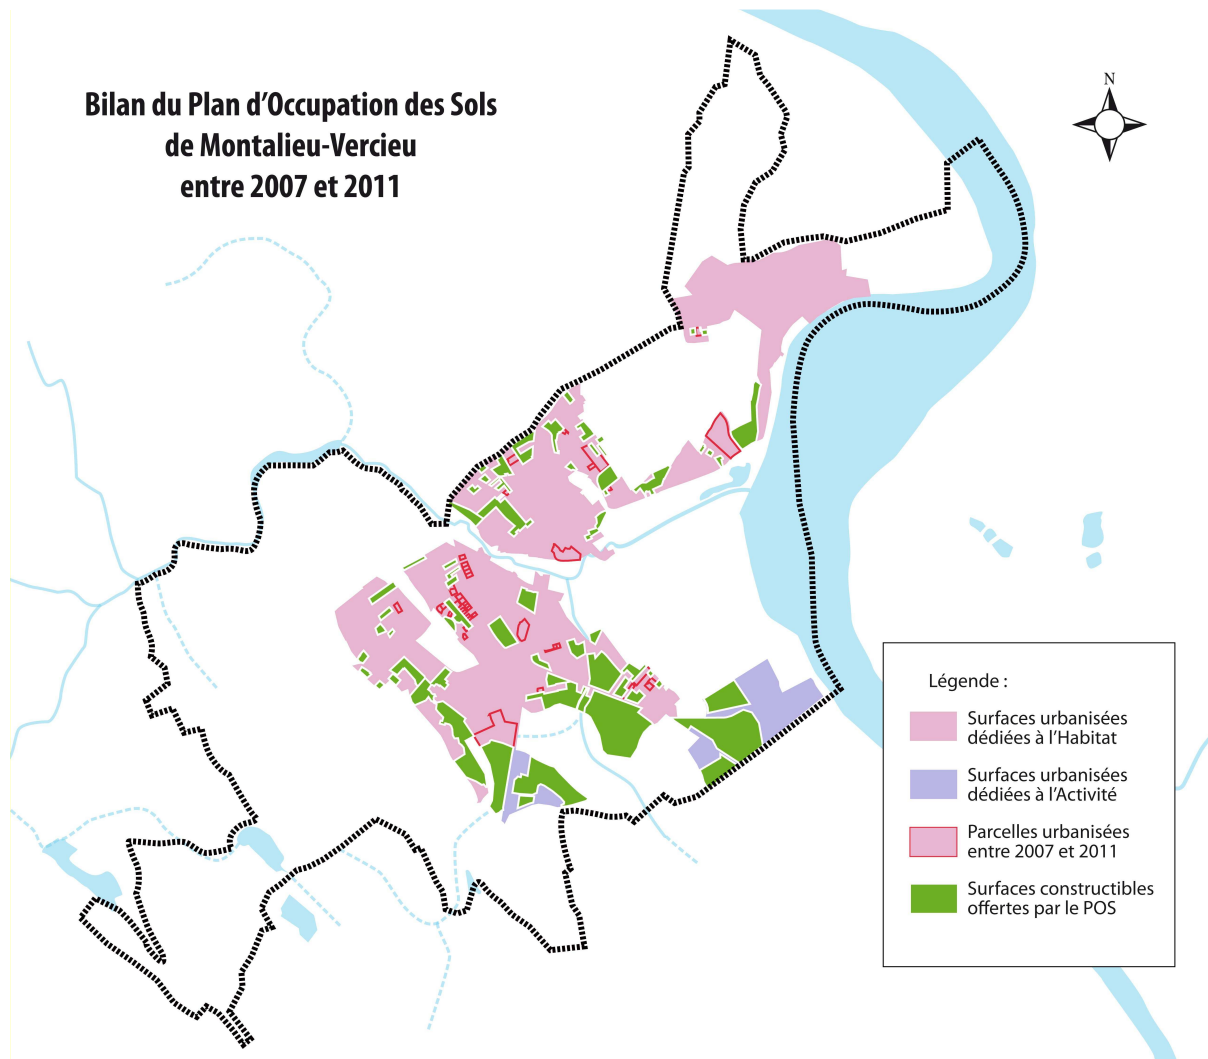 Bilan du Plan d’Occupation des Sols
de Montalieu-Vercieu
entre 2007 et 2011
N
Légende :
Surfaces urbanisées
dédiées à l’Habitat
Surfaces urbanisées
dédiées à l’Activité
Parcelles urbanisées
entre 2007 et 2011
Surfaces constructibles
offertes par le POS